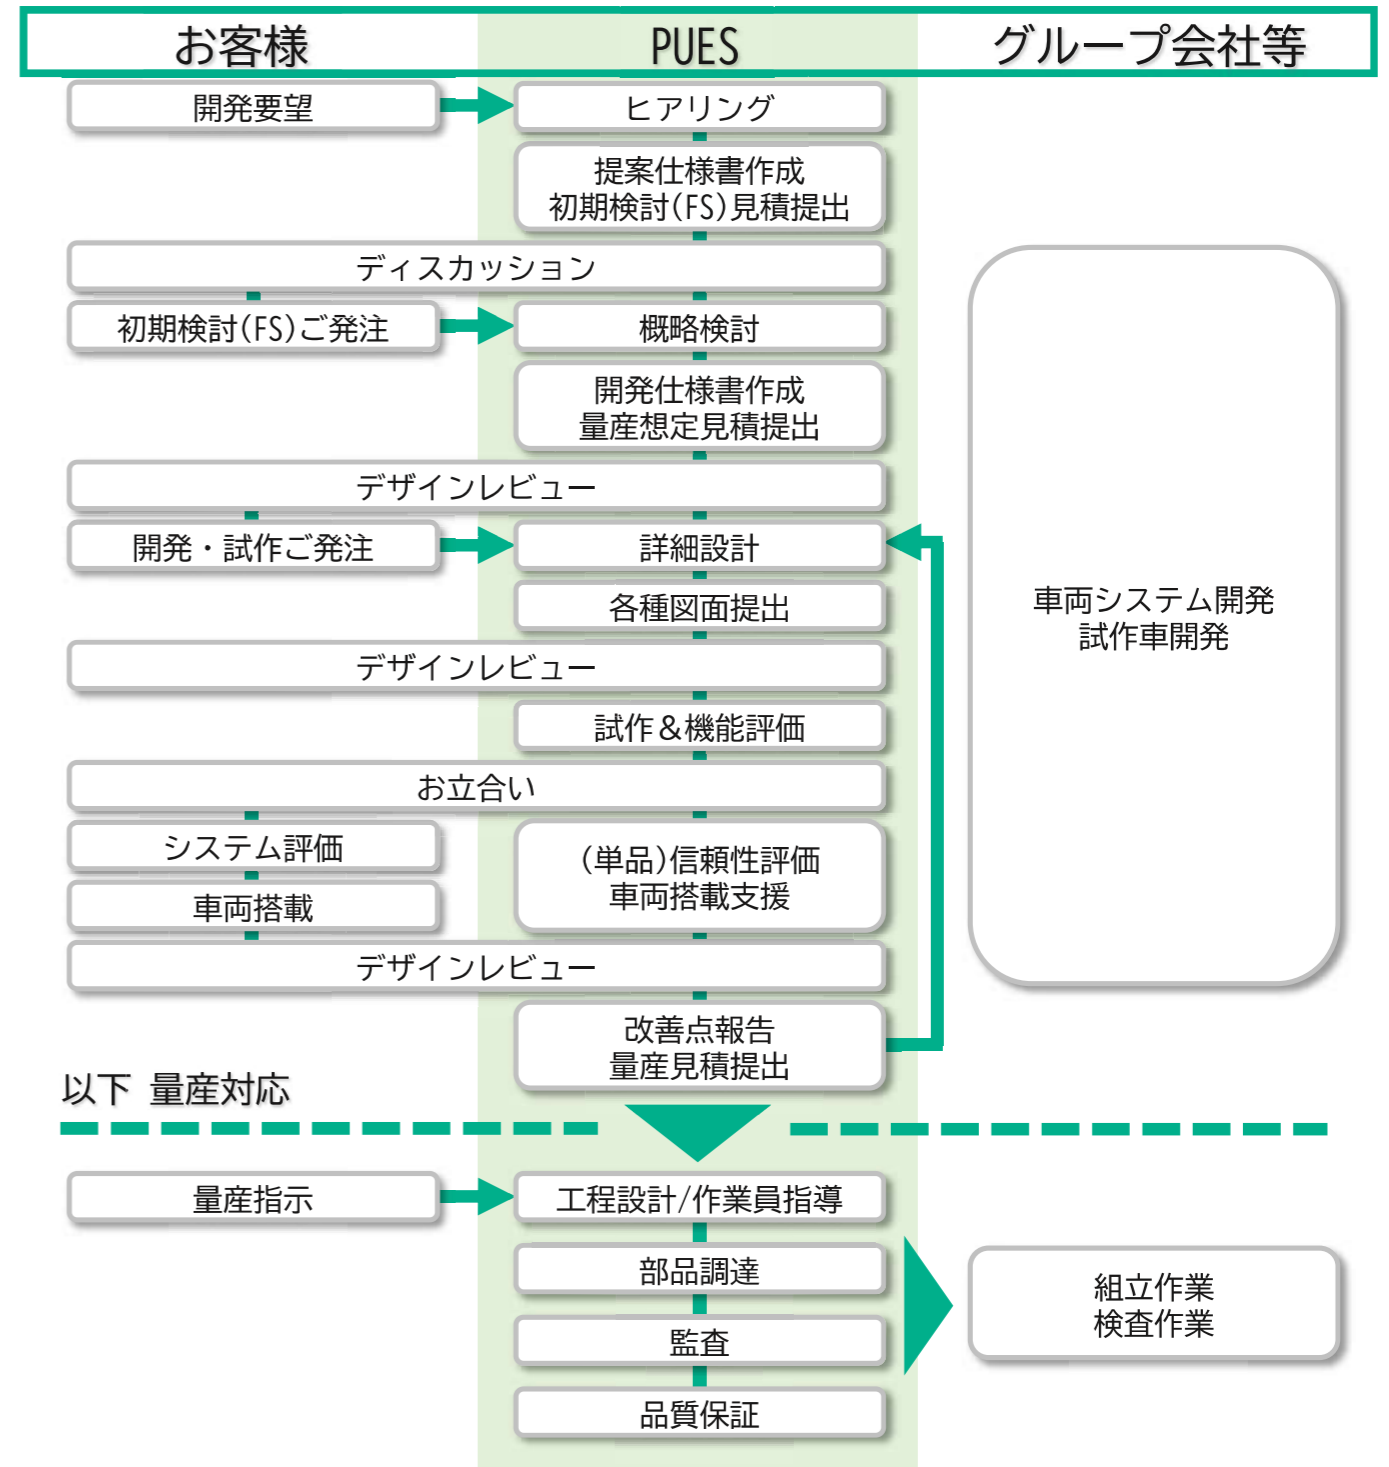 お客様
PUES
グループ会社等
開発要望
ヒアリング
提案仕様書作成
初期検討(FS)見積提出
ディスカッション
初期検討(FS)ご発注
概略検討
開発仕様書作成
量産想定見積提出
デザインレビュー
開発・試作ご発注
詳細設計
各種図面提出
車両システム開発
試作車開発
デザインレビュー
試作＆機能評価
お立合い
システム評価
車両搭載
(単品)信頼性評価
車両搭載支援
デザインレビュー
改善点報告
量産見積提出
以下 量産対応
量産指示
工程設計/作業員指導
部品調達
監査
品質保証
組立作業
検査作業